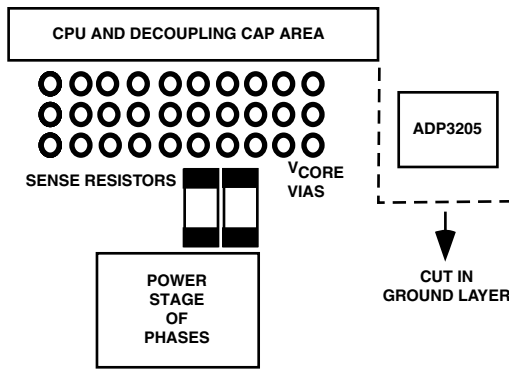 CPU AND DECOUPLING CAP AREA
ADP3205
SENSE RESISTORS
VCORE
VIAS
POWER
STAGE
OF
PHASES
CUT IN
GROUND LAYER